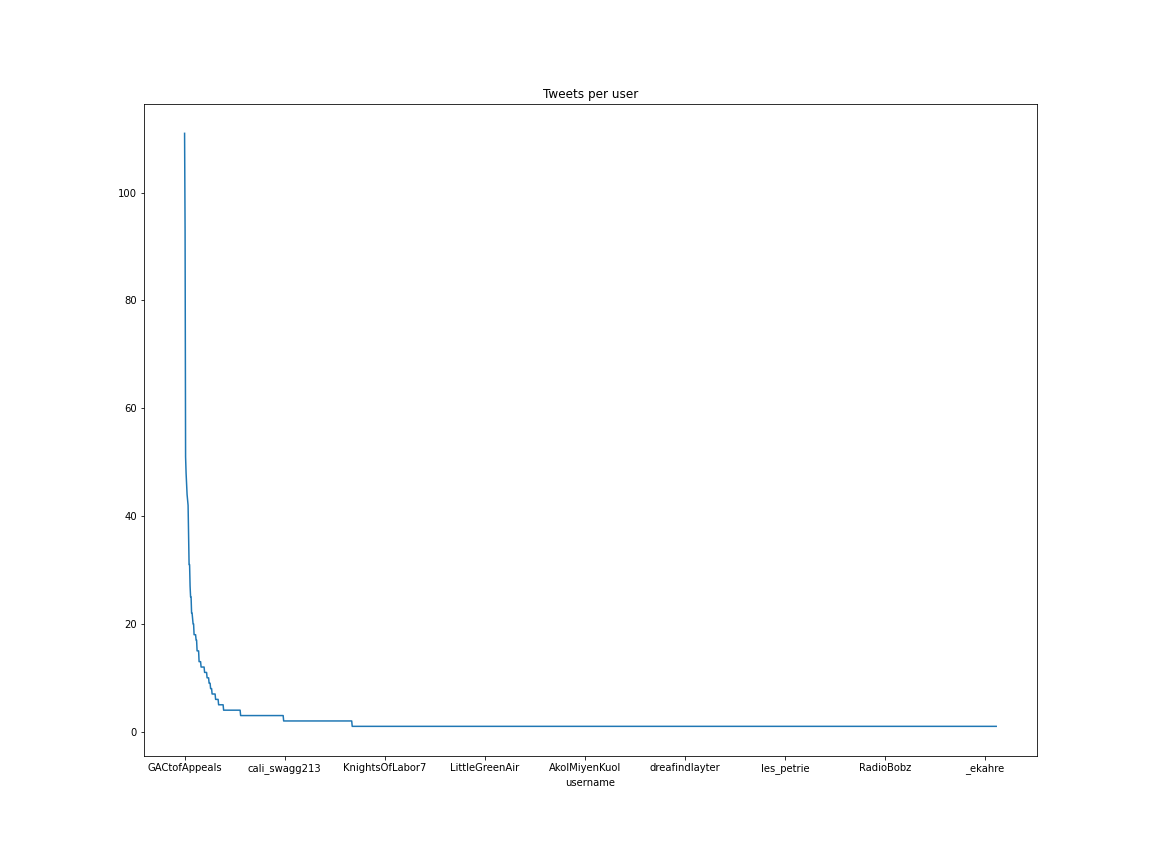 Tweets per user
100
80
60
40
20
0
GACtofAppeals cali_swagg213 KnightsOfLabor7 LittleGreenAir AkolMiyenKuol dreafindlayter les_petrie RadioBobz _ekahre
username